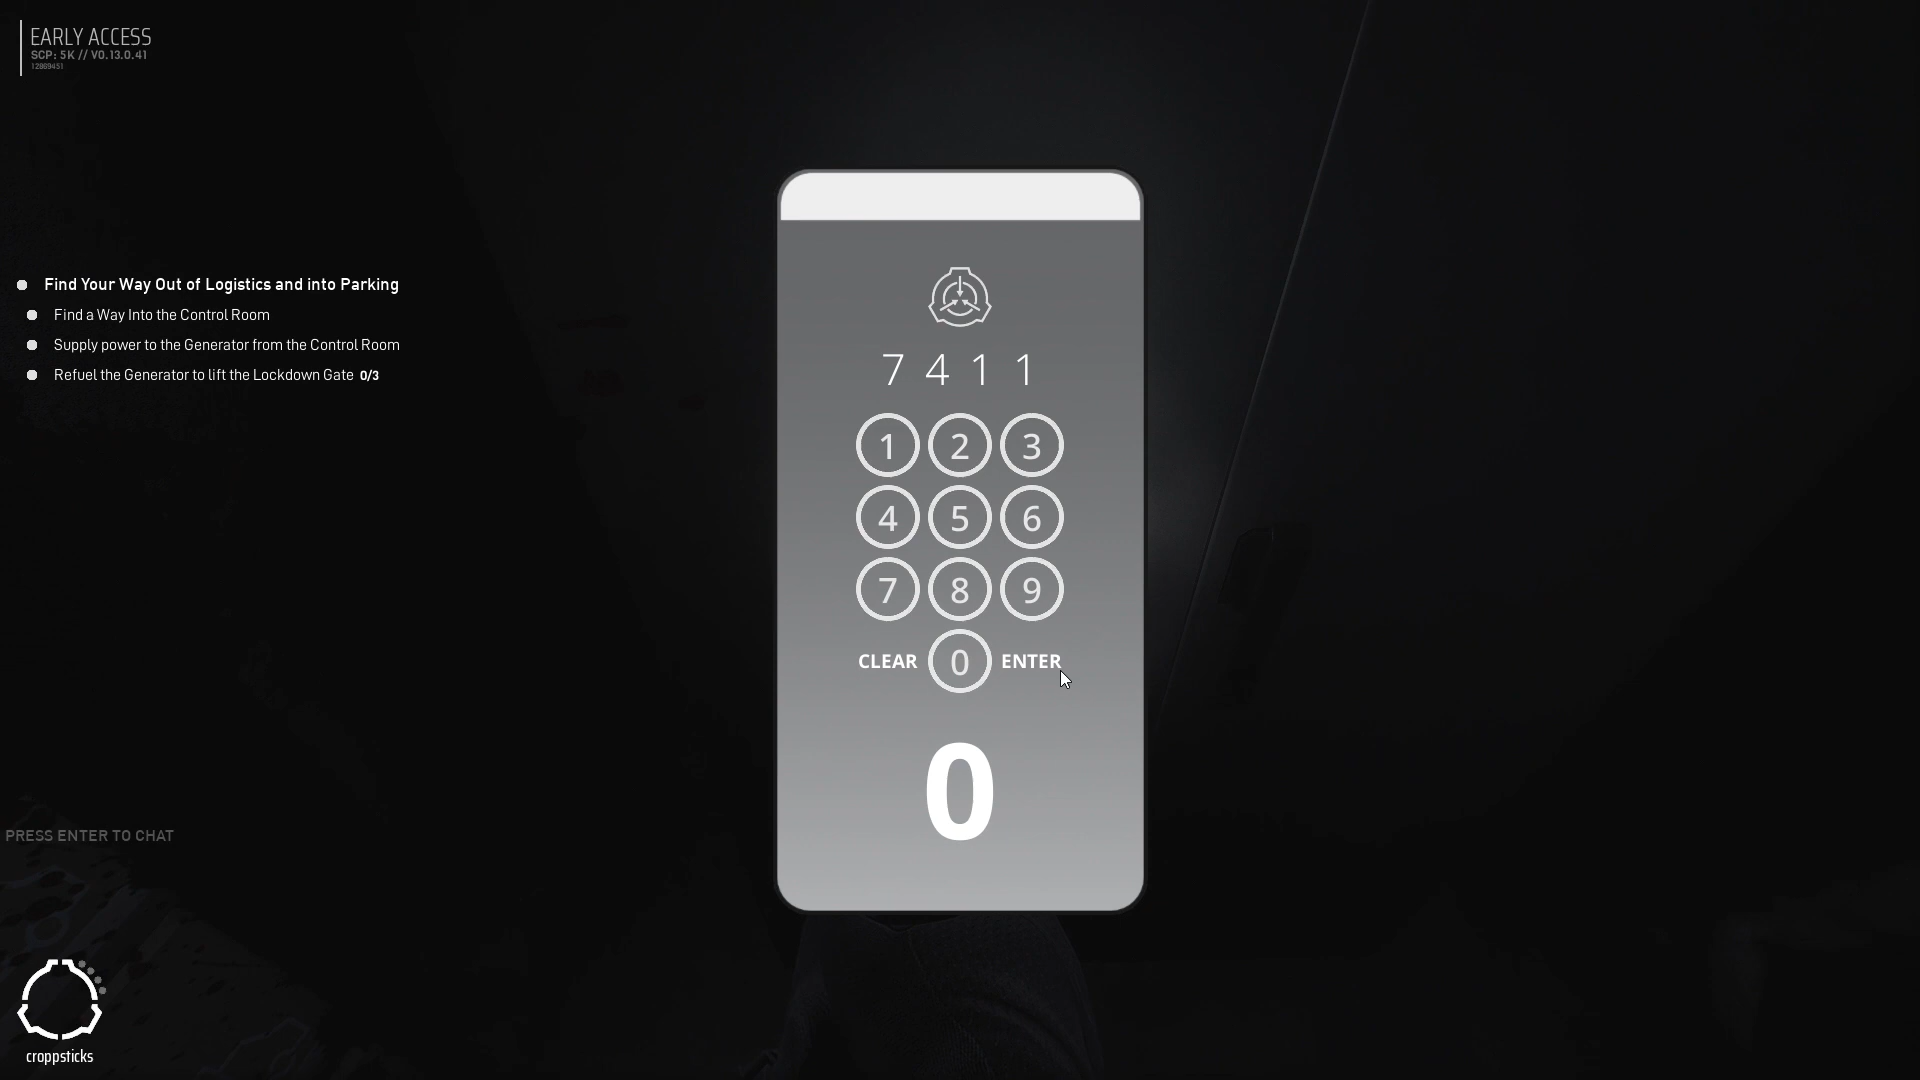 EARLY ACCESS
SCP: 5K // V0.13.0.41
12869451
Find Your Way Out of Logistics and into Parking
Find a Way Into the Control Room
Supply power to the Generator from the Control Room
Refuel the Generator to lift the Lockdown Gate 0/3
7 4 1 1
1 2 3
4 5 6
7 8 9
CLEAR 0 ENTER
0
PRESS ENTER TO CHAT
croppsticks